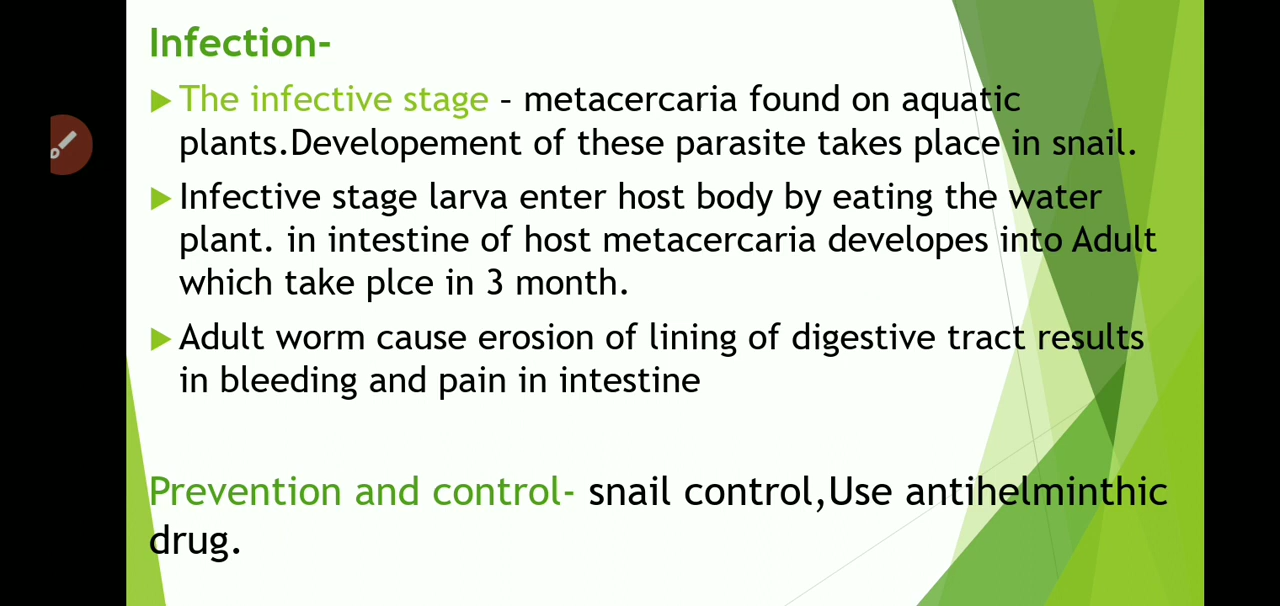 Infection-
The infective stage – metacercaria found on aquatic
plants.Developement of these parasite takes place in snail.
Infective stage larva enter host body by eating the water
plant. in intestine of host metacercaria developes into Adult
which take plce in 3 month.
Adult worm cause erosion of lining of digestive tract results
in bleeding and pain in intestine
Prevention and control- snail control,Use antihelminthic
drug.